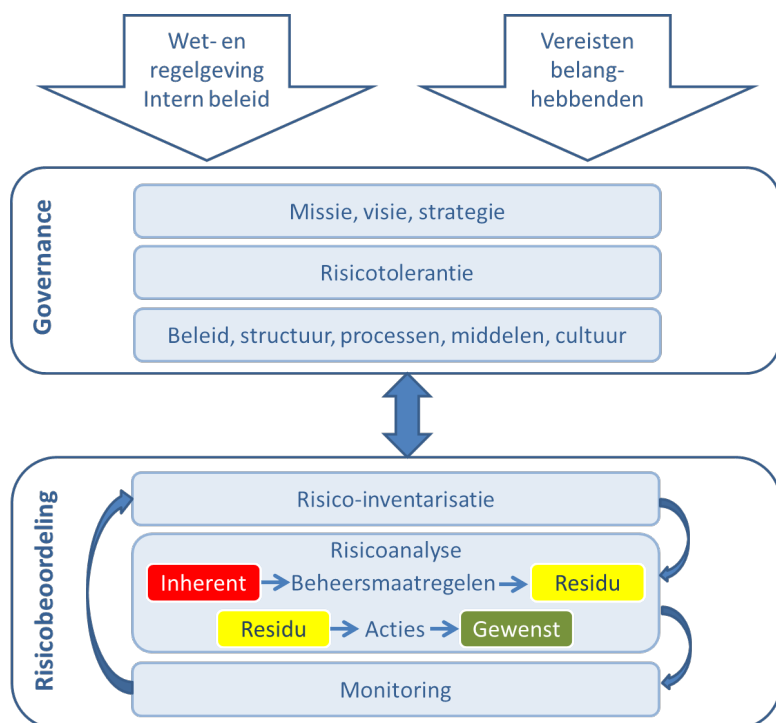 Wet- en
regelgeving
Intern beleid
Vereisten
belang-
hebbenden
Governance
Missie, visie, strategie
Risicotolerantie
Beleid, structuur, processen, middelen, cultuur
Risicobeoordeling
Risico-inventarisatie
Risicoanalyse
Inherent Beheersmaatregelen Residu
Residu Acties Gewenst
Monitoring